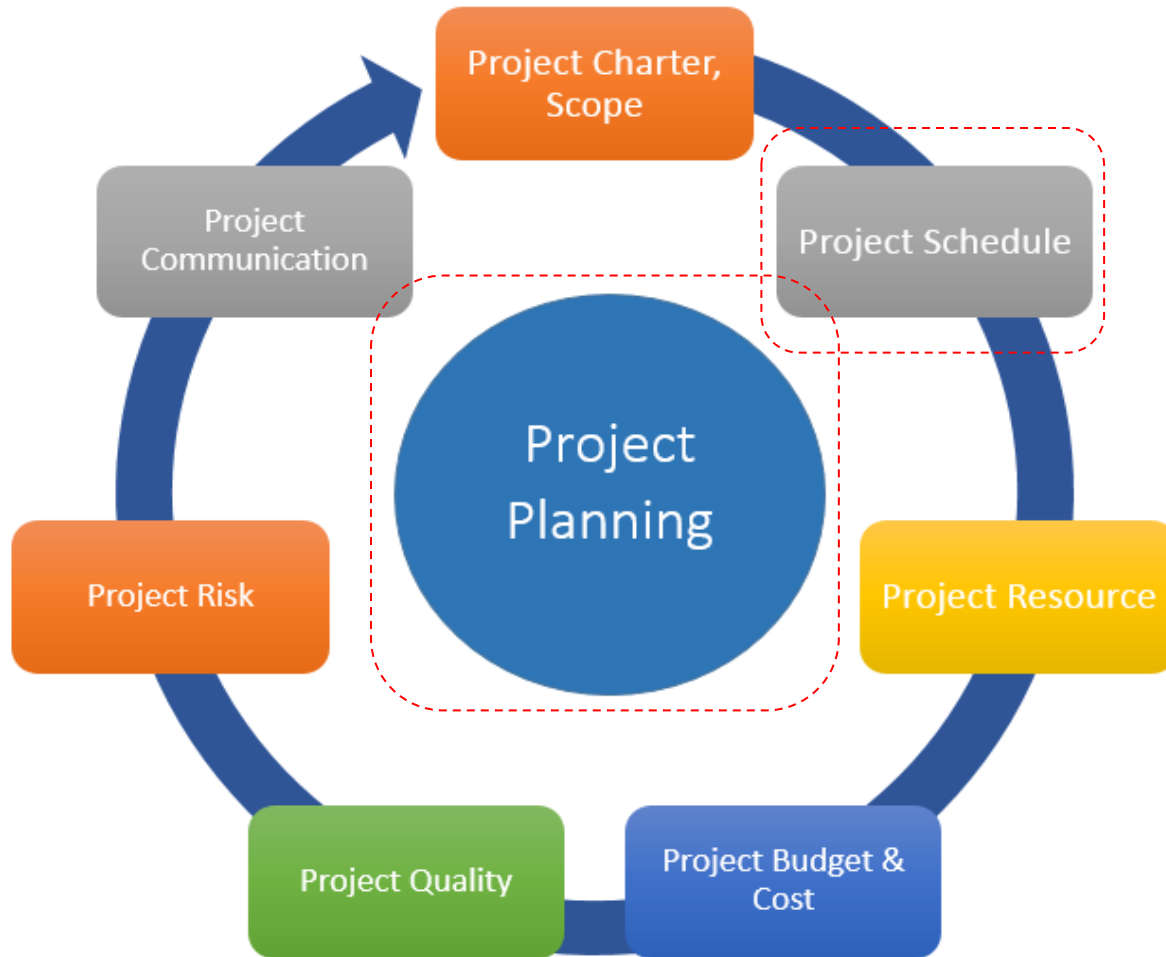 Project Charter,
Scope
Project Schedule
Project Resource
Project Budget &
Cost
Project Quality
Project Risk
Project
Communication
Project
Planning